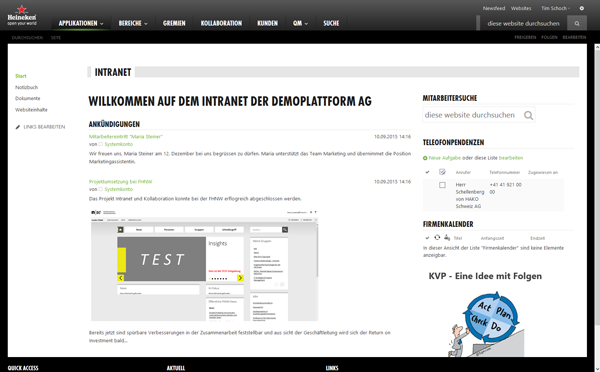 Heineken
open your world
Newsfeed Websites Tim Schoch
APPLIKATIONEN BEREICHE GREMIEN KOLLABORATION KUNDEN QM SUCHE
diese website durchsuchen
DURCHSUCHEN SEITE
FREIGEBEN FOLGEN BEARBEITEN
Start
Notizbuch
Dokumente
Websiteinhalte
LINKS BEARBEITEN
INTRANET
WILLKOMMEN AUF DEM INTRANET DER DEMOPLATTFORM AG
ANKÜNDIGUNGEN
Mitarbeitereintritt "Maria Steiner" 10.09.2015 14:16
von Systemkonto
Wir freuen uns, Maria Steiner am 12. Dezember bei uns begrüssen zu dürfen. Maria unterstützt das Team Marketing und übernimmt die Position
Marketingassistentin.
Projektumsetzung bei FHNW 10.09.2015 14:16
von Systemkonto
Das Projekt Intranet und Kollaboration konnte bei der FHNW erfolgreich abgeschlossen werden.
Insights
TEST
Bereits jetzt sind spürbare Verbesserungen in der Zusammenarbeit feststellbar und aus sicht der Geschäftleitung wird sich der Return on
Investment bald...
MITARBEITERSUCHE
diese website durchsuchen
TELEFONPENDENZEN
Neue Aufgabe oder diese Liste bearbeiten
Anrufer Telefonnummer Zugewiesen an
Herr +41 41 921 00
Schellenberg 00
von HAKO
Schweiz AG
FIRMENKALENDER
Titel Anfangszeit Endzeit
In dieser Ansicht der Liste "Firmenkalender" sind keine Elemente
anzeigbar.
KVP - Eine Idee mit Folgen
Act Plan
Check Do
QUICK ACCESS AKTUELL LINKS